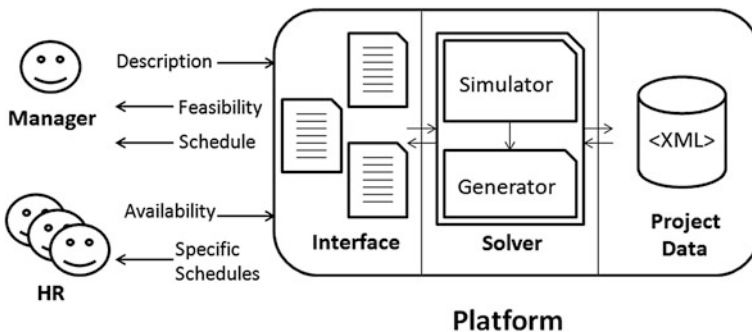 Description
Manager
Feasibility
Schedule
Availability
Specific
Schedules
HR
Interface
Simulator
Generator
Solver
<XML>
Project
Data
Platform